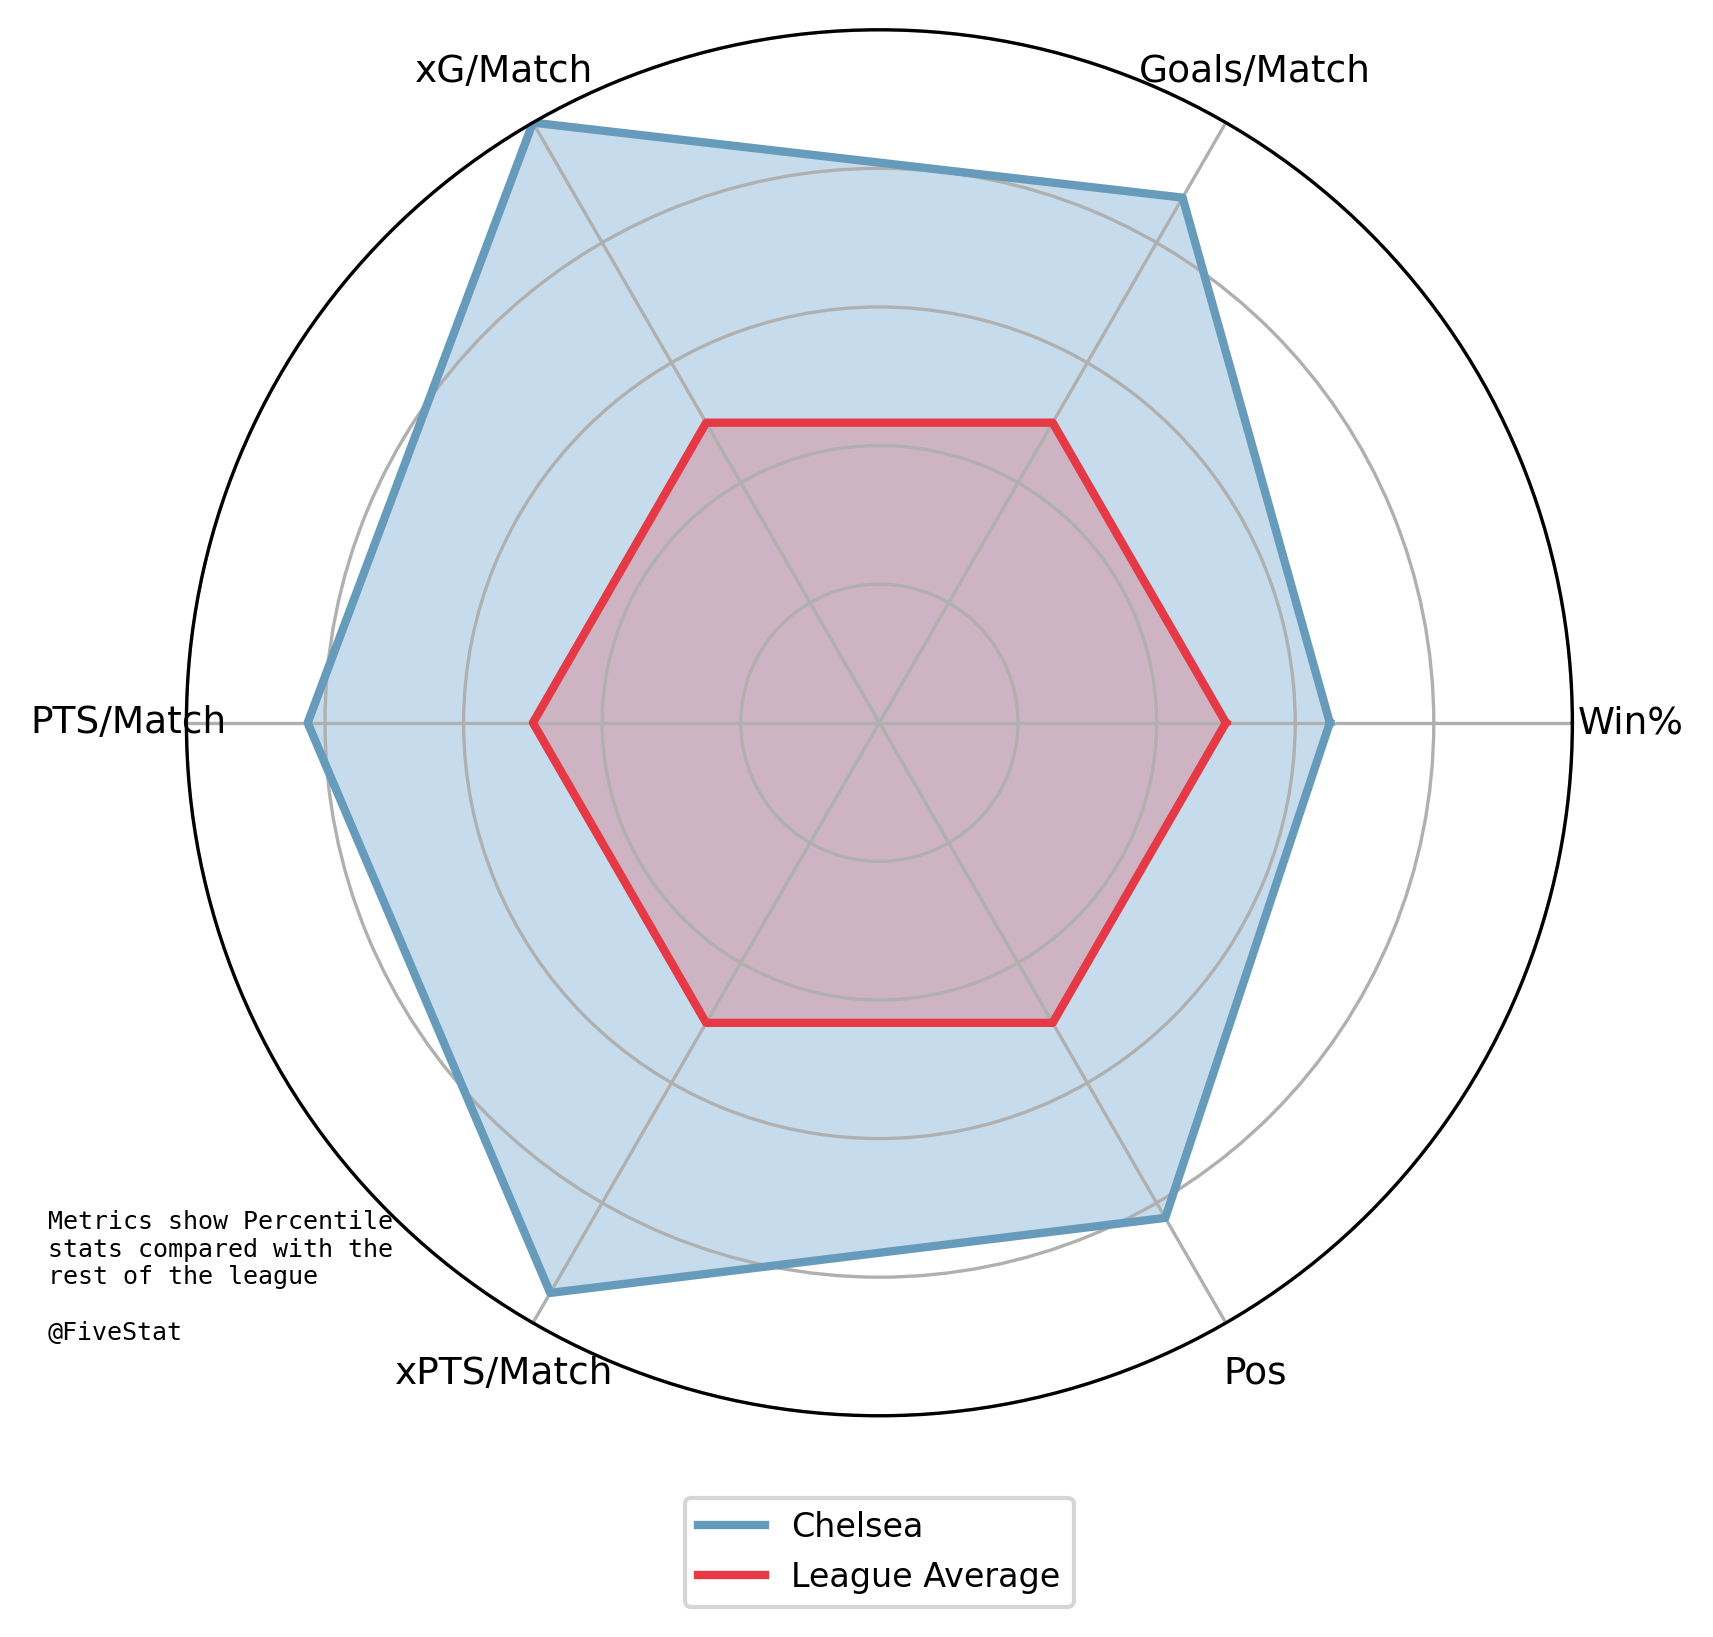 xG/Match
Goals/Match
PTS/Match
Win%
Metrics show Percentile
stats compared with the
rest of the league
@FiveStat
xPTS/Match
Pos
Chelsea
League Average